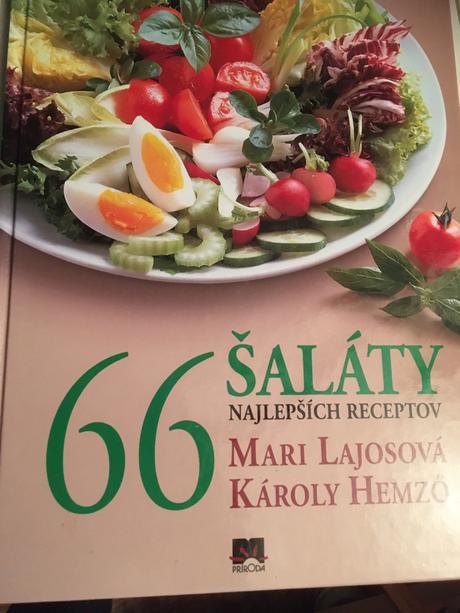 66
ŠALÁTY
NAJLEPŠÍCH RECEPTOV
MARI LAJOSOVÁ
KÁROLY HEMZŐ
PRÍRODA